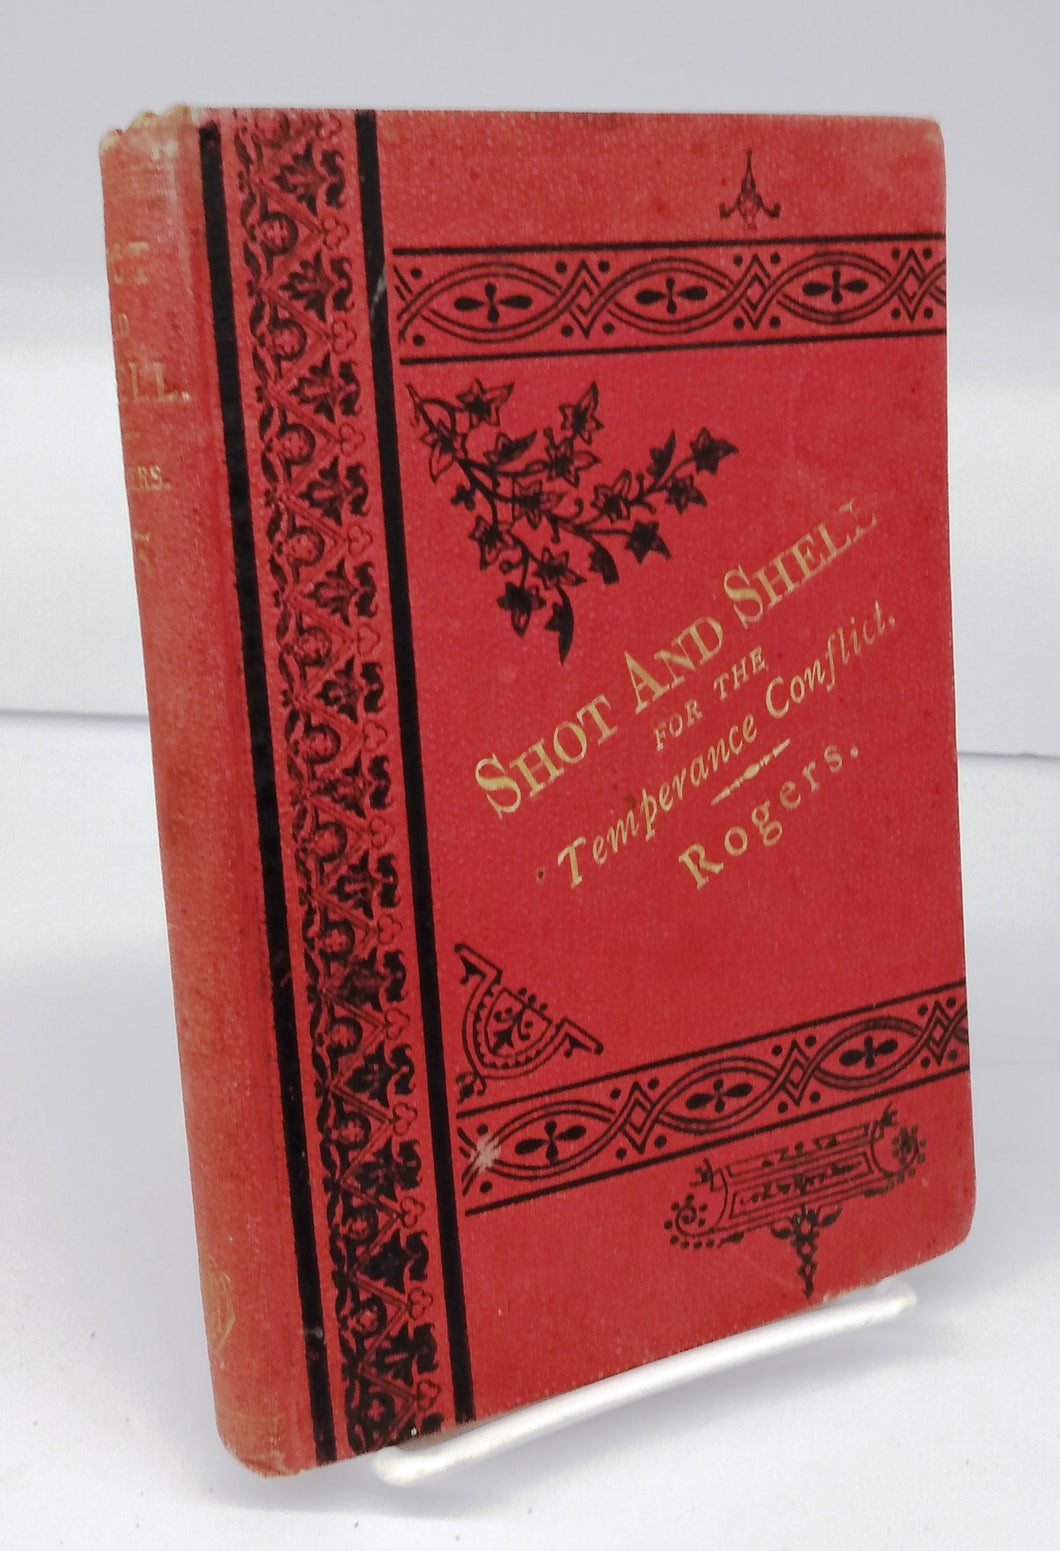 SHOT AND SHELL
FOR THE
Temperance Conflict.
Rogers.